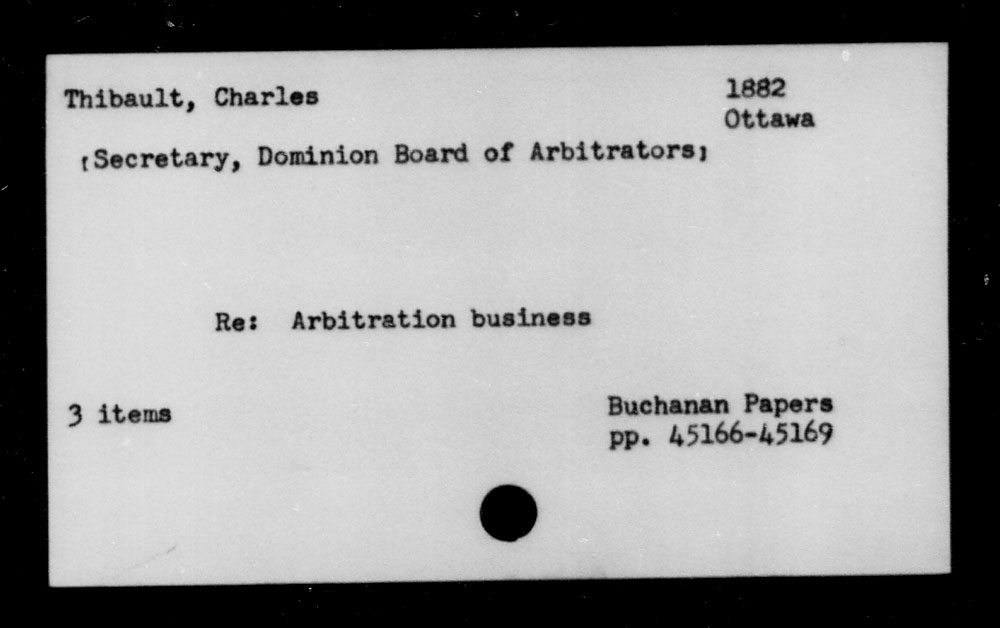 Thibault, Charles
1882
Ottawa
[Secretary, Dominion Board of Arbitrators]
Re: Arbitration business
3 items
Buchanan Papers
pp. 45166-45169